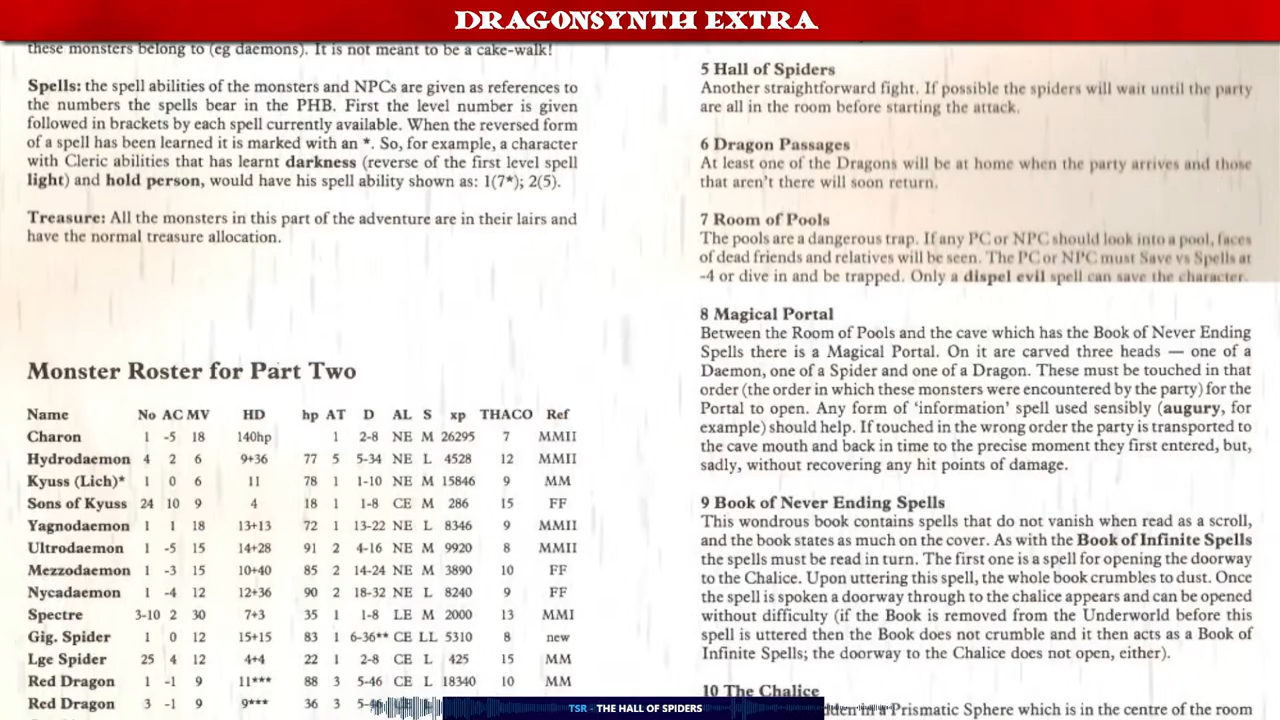 DRAGONSYNTH EXTRA
these monsters belong to (eg daemons). It is not meant to be a cake-walk!
Spells: the spell abilities of the monsters and NPCs are given as references to
the numbers the spells bear in the PHB. First the level number is given
followed in brackets by each spell currently available. When the reversed form
of a spell has been learned it is marked with an *. So, for example, a character
with Cleric abilities that has learnt darkness (reverse of the first level spell
light) and hold person, would have his spell ability shown as: 1(7*); 2(5).
Treasure: All the monsters in this part of the adventure are in their lairs and
have the normal treasure allocation.
Monster Roster for Part Two
Name No AC MV HD hp AT D AL S xp THACO Ref
Charon 1 -5 18 140hp 1 2-8 NE M 26295 7 MMII
Hydrodaemon 4 2 6 9+36 77 5 5-34 NE L 4528 12 MMII
Kyuss (Lich)* 1 0 6 11 78 1 1-10 NE M 15846 9 MM
Sons of Kyuss 24 10 9 4 18 1 1-8 CE M 286 15 FF
Yagnodaemon 1 1 18 13+13 72 1 13-22 NE L 8346 9 MMII
Ultrodaemon 1 -5 15 14+28 91 2 4-16 NE M 9920 8 MMII
Mezzodaemon 1 -3 15 10+40 85 2 14-24 NE M 3890 10 FF
Nycadaemon 1 -4 12 12+36 90 2 18-32 NE L 8240 9 FF
Spectre 3-10 2 30 7+3 35 1 1-8 LE M 2000 13 MMI
Gig. Spider 1 0 12 15+15 83 1 6-36** CE LL 5310 8 new
Lge Spider 25 4 12 4+4 22 1 2-8 CE L 425 15 MM
Red Dragon 1 -1 9 11*** 88 3 5-46 CE L 18340 10 MM
Red Dragon 3 -1 9 9*** 36 3
5 Hall of Spiders
Another straightforward fight. If possible the spiders will wait until the party
are all in the room before starting the attack.
6 Dragon Passages
At least one of the Dragons will be at home when the party arrives and those
that aren't there will soon return.
7 Room of Pools
The pools are a dangerous trap. If any PC or NPC should look into a pool, faces
of dead friends and relatives will be seen. The PC or NPC must Save vs Spells at
-4 or dive in and be trapped. Only a dispel evil spell can save the character.
8 Magical Portal
Between the Room of Pools and the cave which has the Book of Never Ending
Spells there is a Magical Portal. On it are carved three heads — one of a
Daemon, one of a Spider and one of a Dragon. These must be touched in that
order (the order in which these monsters were encountered by the party) for the
Portal to open. Any form of 'information' spell used sensibly (augury, for
example) should help. If touched in the wrong order the party is transported to
the cave mouth and back in time to the precise moment they first entered, but,
sadly, without recovering any hit points of damage.
9 Book of Never Ending Spells
This wondrous book contains spells that do not vanish when read as a scroll,
and the book states as much on the cover. As with the Book of Infinite Spells
the spells must be read in turn. The first one is a spell for opening the doorway
to the Chalice. Upon uttering this spell, the whole book crumbles to dust. Once
the spell is spoken a doorway through to the chalice appears and can be opened
without difficulty (if the Book is removed from the Underworld before this
spell is uttered then the Book does not crumble and it then acts as a Book of
Infinite Spells; the doorway to the Chalice does not open, either).
10 The Chalice
in a Prismatic Sphere which is in the centre of the room
TSR - THE HALL OF SPIDERS